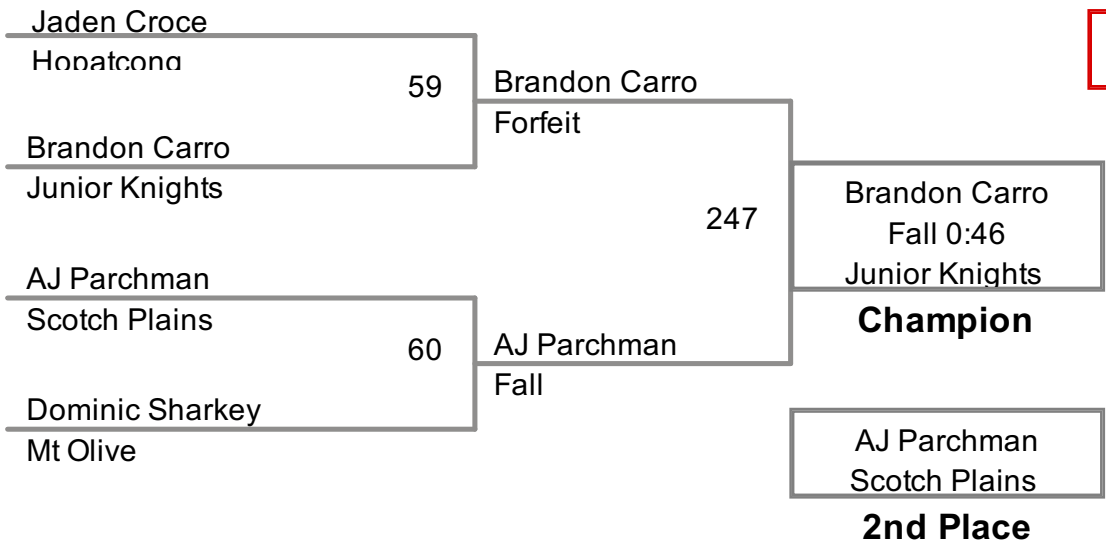 Jaden Croce
Hopatcong
59
Brandon Carro
Forfeit
Brandon Carro
Junior Knights
247
Brandon Carro
Fall 0:46
Junior Knights
Champion
AJ Parchman
Scotch Plains
60
AJ Parchman
Fall
Dominic Sharkey
Mt Olive
AJ Parchman
Scotch Plains
2nd Place